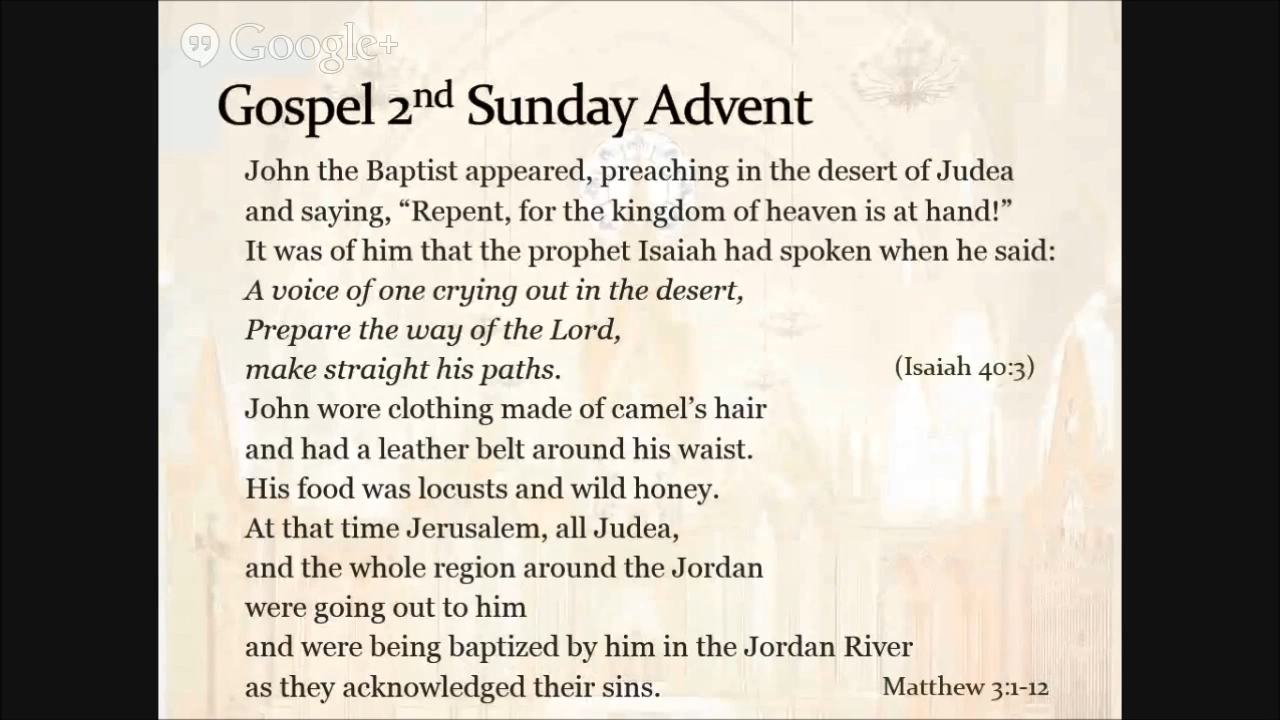 Google+
Gospel 2nd Sunday Advent
John the Baptist appeared, preaching in the desert of Judea
and saying, “Repent, for the kingdom of heaven is at hand!”
It was of him that the prophet Isaiah had spoken when he said:
A voice of one crying out in the desert,
Prepare the way of the Lord,
make straight his paths. (Isaiah 40:3)
John wore clothing made of camel’s hair
and had a leather belt around his waist.
His food was locusts and wild honey.
At that time Jerusalem, all Judea,
and the whole region around the Jordan
were going out to him
and were being baptized by him in the Jordan River
as they acknowledged their sins. Matthew 3:1-12